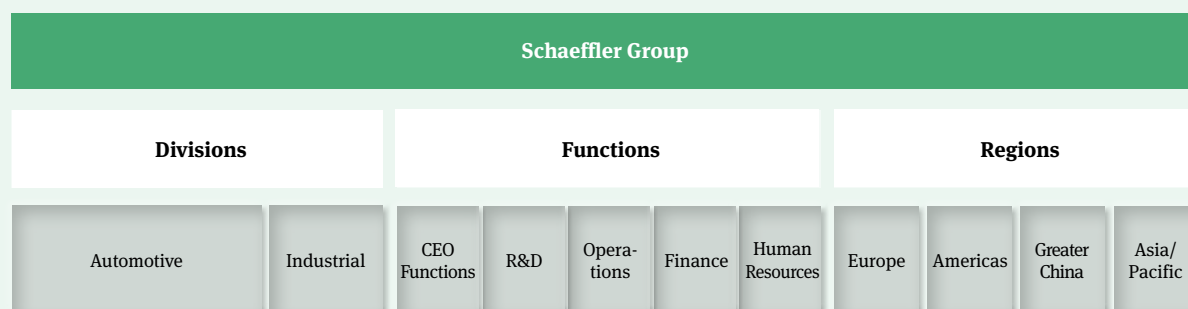 Schaeffler Group
Divisions
Functions
Regions
Automotive
Industrial
CEO
Functions
R&D
Opera-
tions
Finance
Human
Resources
Europe
Americas
Greater
China
Asia/
Pacific